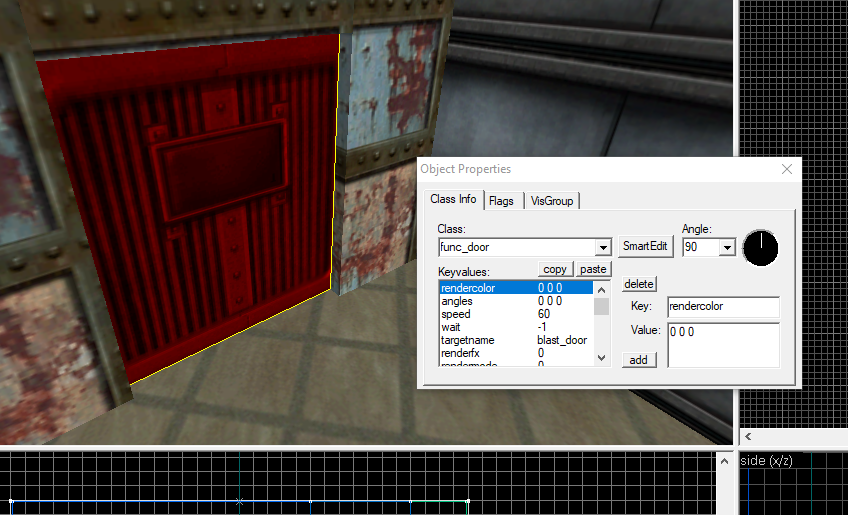 Object Properties
Class Info Flags VisGroup
Class: Angle:
func_door SmartEdit 90
Keyvalues: copy paste
rendercolor 0 0 0 delete
angles 0 0 0 Key: rendercolor
speed 60
wait -1 Value: 0 0 0
targetname blast_door
renderfx 0 add
rendermode 0
side (x/z)